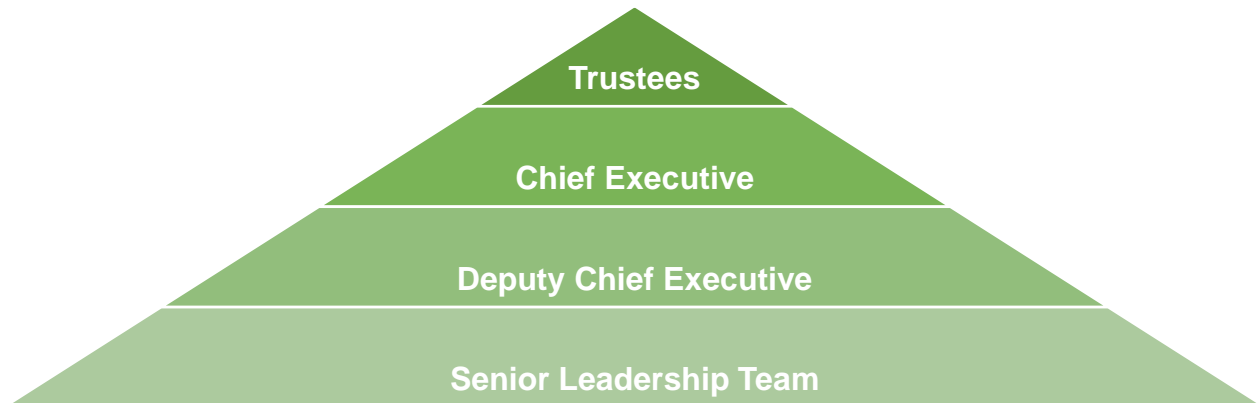 Trustees
Chief Executive
Deputy Chief Executive
Senior Leadership Team